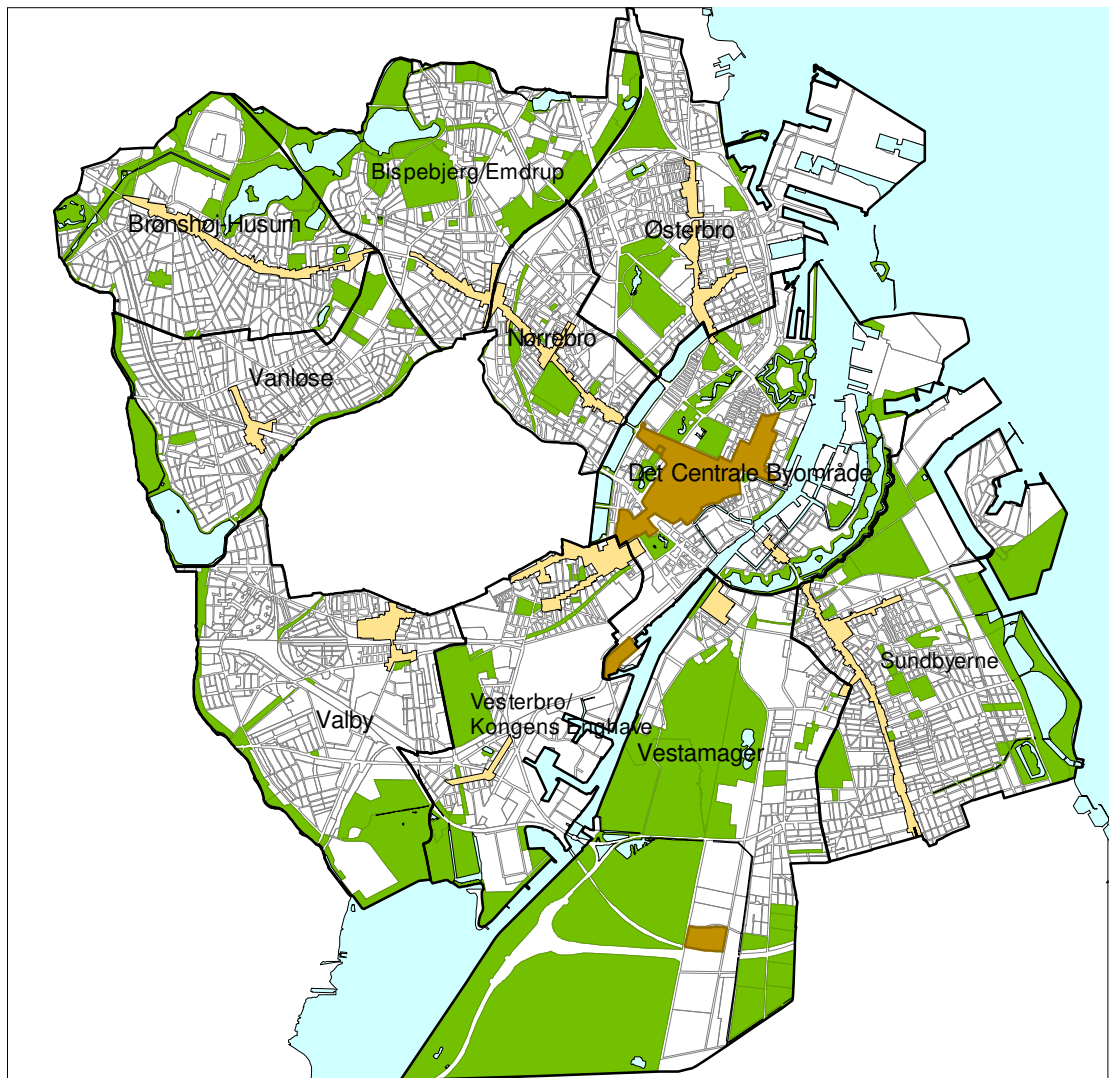 Bispebjerg/Emdrup
Brønshøj-Husum
Østerbro
Nørrebro
Vanløse
Det Centrale Byområde
Sundbyerne
Vesterbro/
Kongens Enghave
Valby
Vestamager